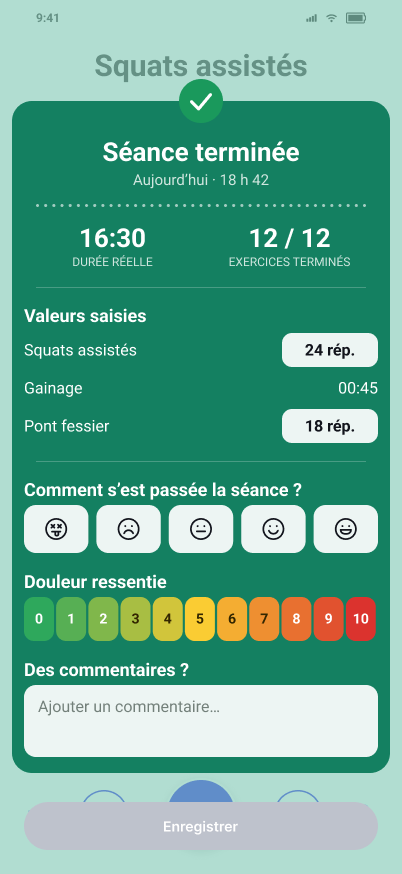 9:41
Squats assistés
Séance terminée
Aujourd’hui · 18 h 42
16:30
12 / 12
DURÉE RÉELLE
EXERCICES TERMINÉS
Valeurs saisies
Squats assistés
24 rép.
Gainage
00:45
Pont fessier
18 rép.
Comment s’est passée la séance ?
Douleur ressentie
0 1 2 3 4 5 6 7 8 9 10
Des commentaires ?
Ajouter un commentaire…
Enregistrer